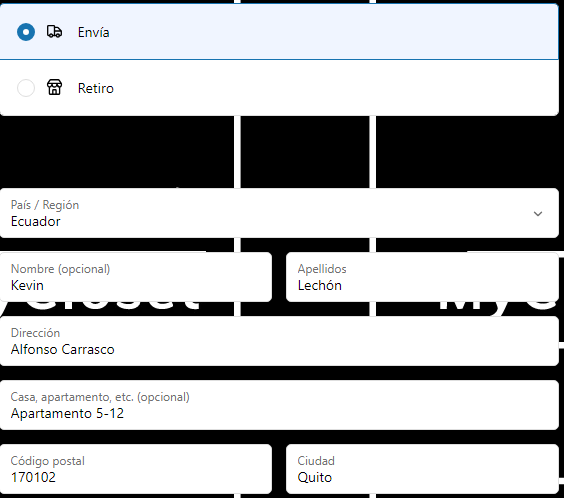 Envía
Retiro
País / Región
Ecuador
Nombre (opcional)
Kevin
Apellidos
Lechón
Dirección
Alfonso Carrasco
Casa, apartamento, etc. (opcional)
Apartamento 5-12
Código postal
170102
Ciudad
Quito